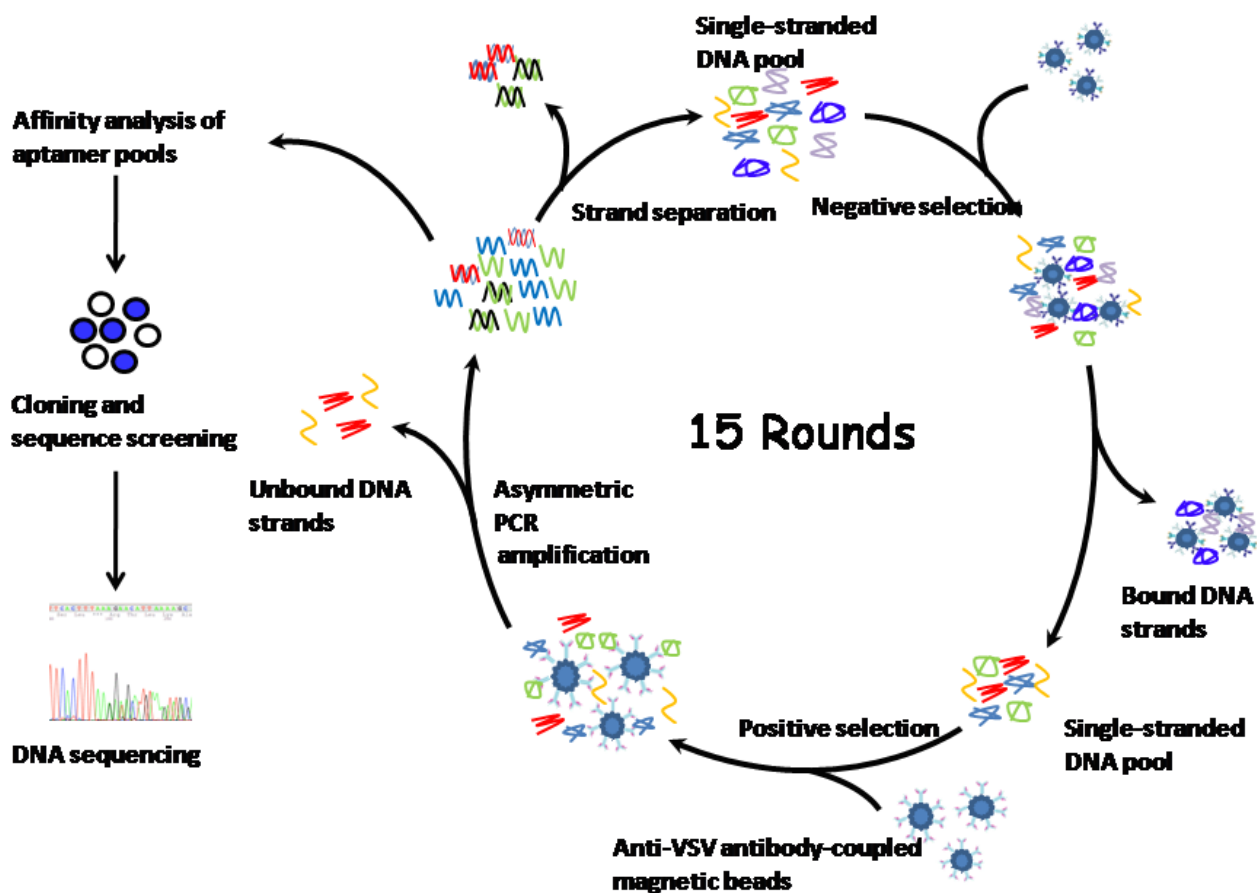 Single-stranded
DNA pool
Affinity analysis of
aptamer pools
Strand separation
Negative selection
Cloning and
sequence screening
15 Rounds
Unbound DNA
strands
Asymmetric
PCR
amplification
Bound DNA
strands
Positive selection
Single-stranded
DNA pool
DNA sequencing
Anti-VSV antibody-coupled
magnetic beads